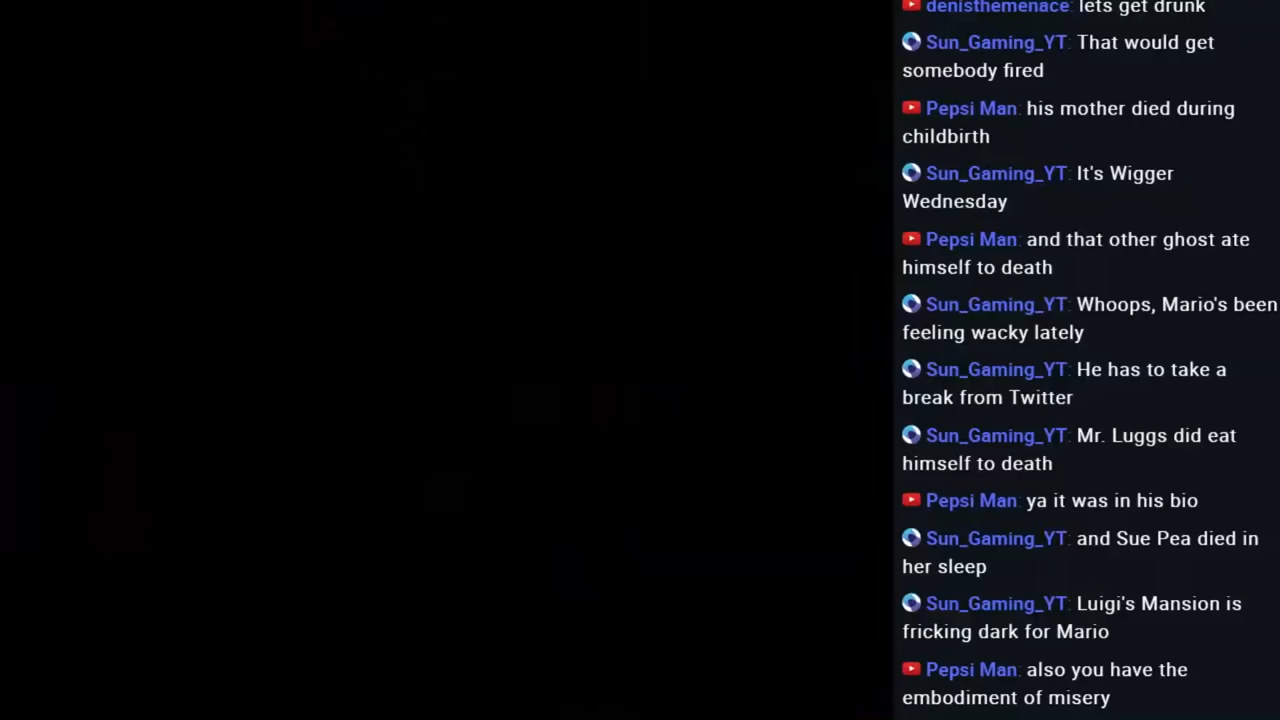 denisthemenace: lets get drunk
Sun_Gaming_YT: That would get
somebody fired
Pepsi Man: his mother died during
childbirth
Sun_Gaming_YT: It's Wigger
Wednesday
Pepsi Man: and that other ghost ate
himself to death
Sun_Gaming_YT: Whoops, Mario's been
feeling wacky lately
Sun_Gaming_YT: He has to take a
break from Twitter
Sun_Gaming_YT: Mr. Luggs did eat
himself to death
Pepsi Man: ya it was in his bio
Sun_Gaming_YT: and Sue Pea died in
her sleep
Sun_Gaming_YT: Luigi's Mansion is
fricking dark for Mario
Pepsi Man: also you have the
embodiment of misery